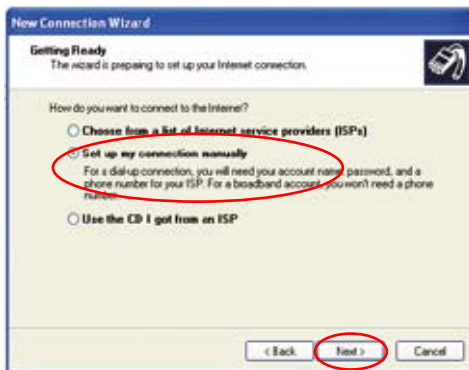 New Connection Wizard
Getting Ready
The wizard is preparing to set up your Internet connection.
How do you want to connect to the Internet?
Choose from a list of Internet service providers (ISPs)
Set up my connection manually
For a dial-up connection, you will need your account name, password, and a
phone number for your ISP. For a broadband account, you won't need a phone
number.
Use the CD I got from an ISP
< Back
Next >
Cancel